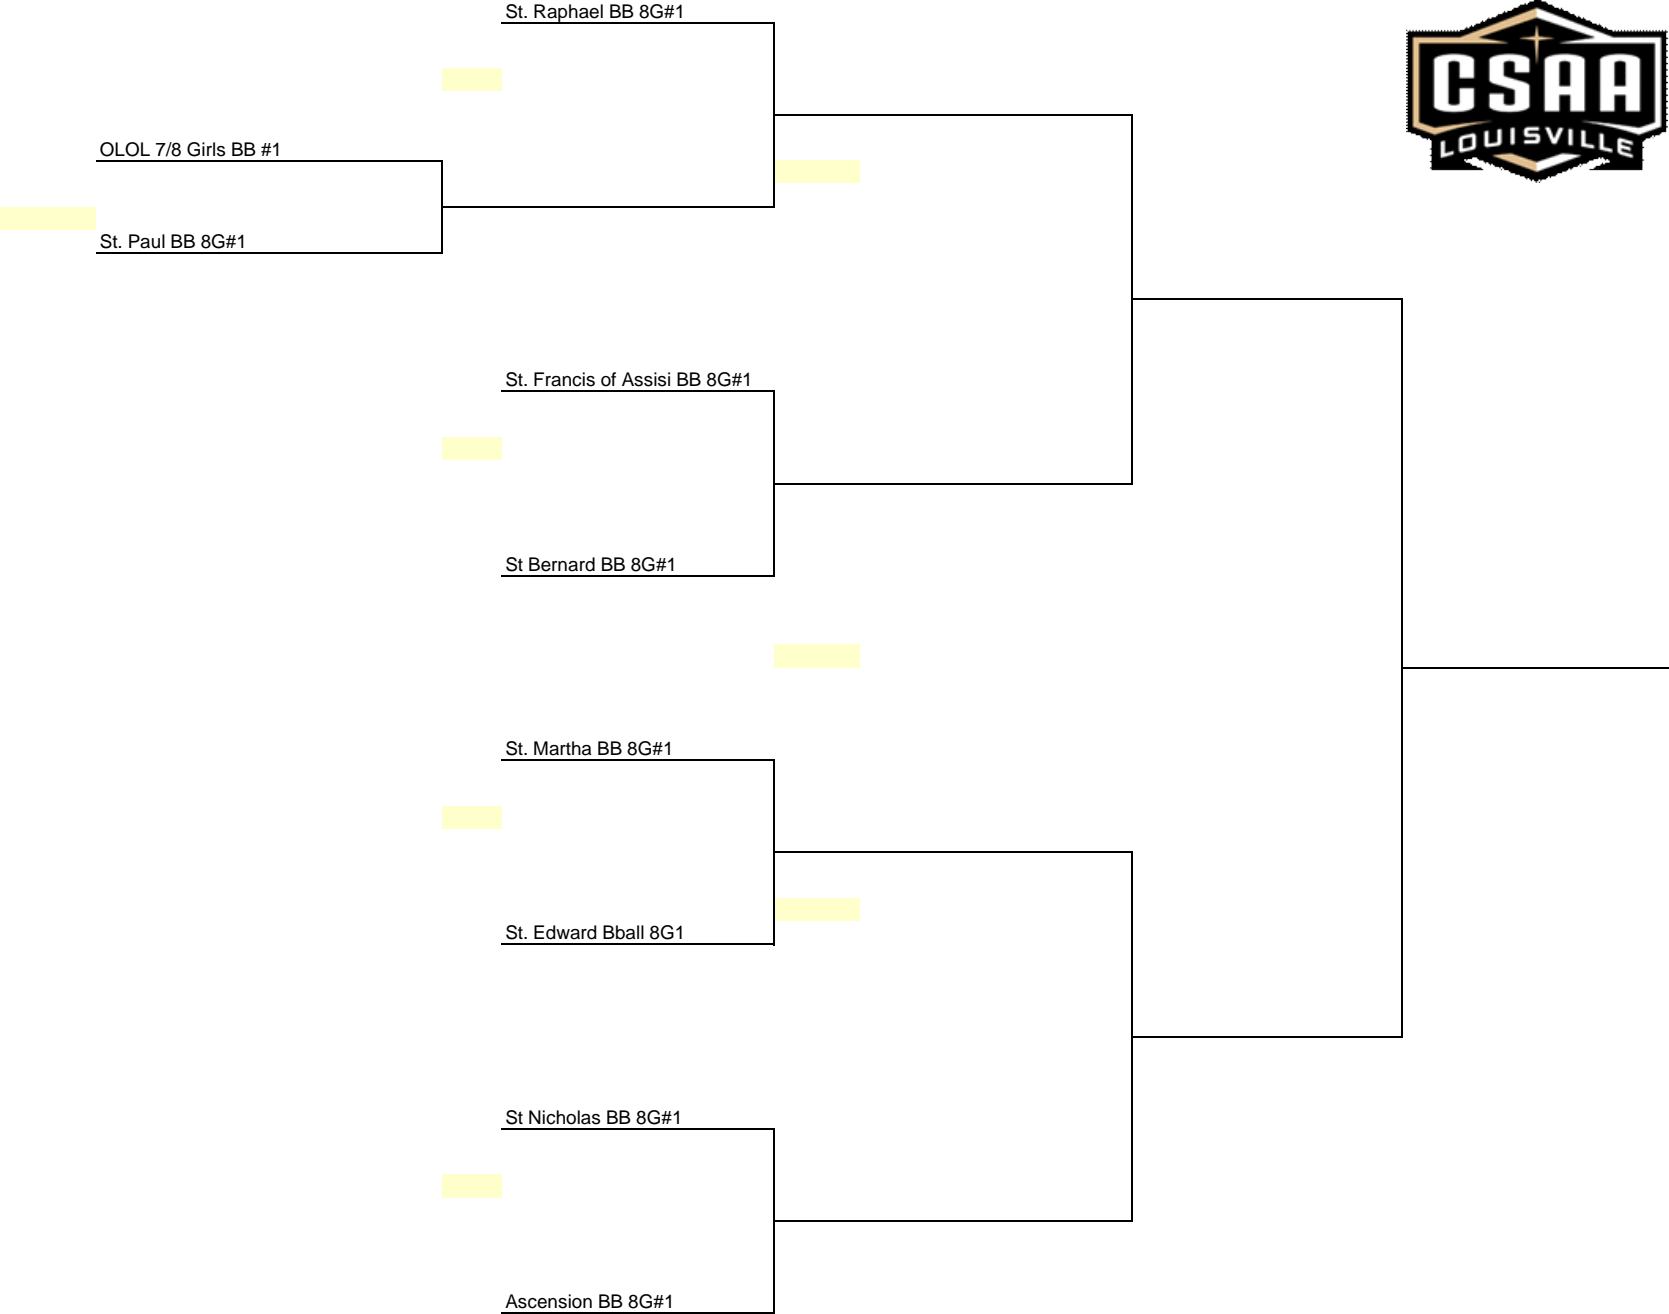 St. Raphael BB 8G#1
CSAA
LOUISVILLE
OLOL 7/8 Girls BB #1
St. Paul BB 8G#1
St. Francis of Assisi BB 8G#1
St Bernard BB 8G#1
St. Martha BB 8G#1
St. Edward Bball 8G1
St Nicholas BB 8G#1
Ascension BB 8G#1